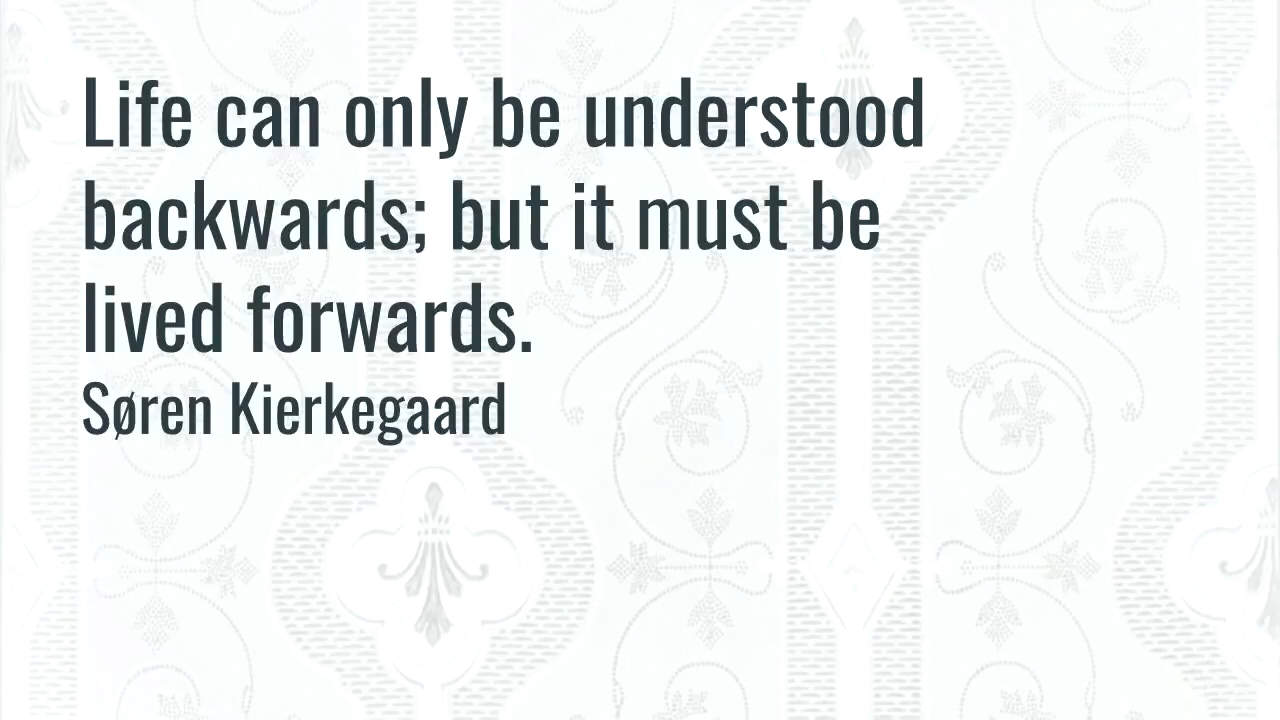 Life can only be understood
backwards; but it must be
lived forwards.
Søren Kierkegaard